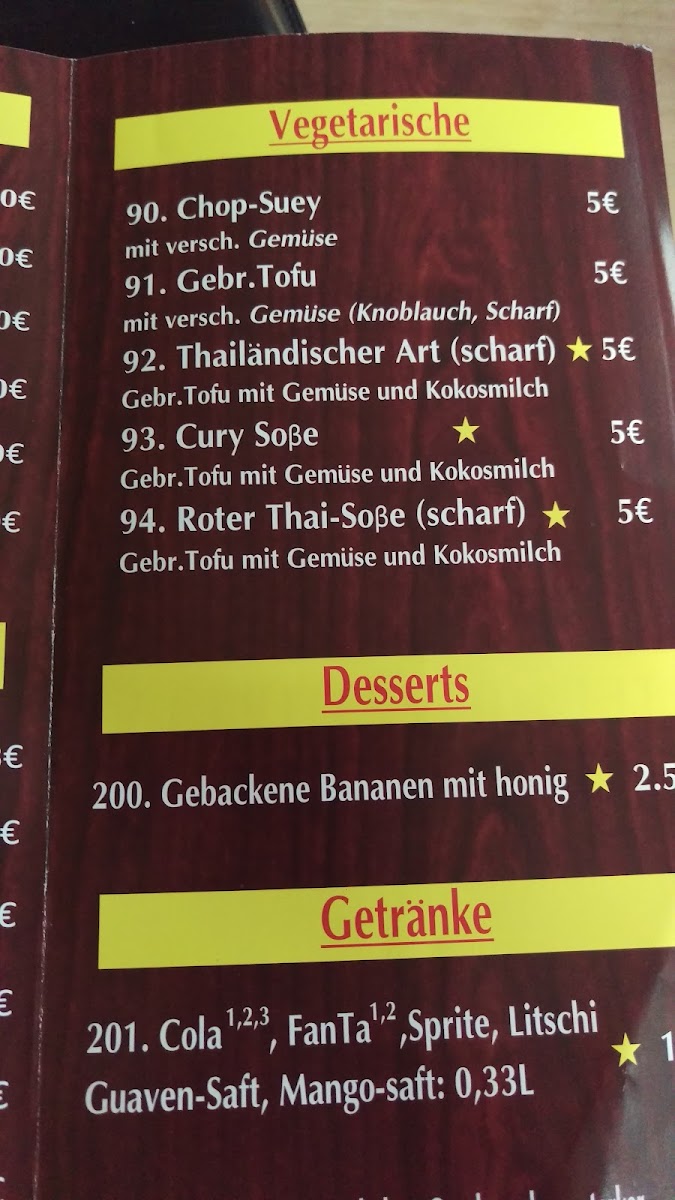 Vegetarische
90. Chop-Suey 5€
mit versch. Gemüse
91. Gebr.Tofu 5€
mit versch. Gemüse (Knoblauch, Scharf)
92. Thailändischer Art (scharf) ★ 5€
Gebr.Tofu mit Gemüse und Kokosmilch
93. Cury Soße ★ 5€
Gebr.Tofu mit Gemüse und Kokosmilch
94. Roter Thai-Soße (scharf) ★ 5€
Gebr.Tofu mit Gemüse und Kokosmilch
Desserts
200. Gebackene Bananen mit honig ★ 2.5
Getränke
201. Cola 1,2,3, FanTa 1,2 ,Sprite, Litschi
Guaven-Saft, Mango-saft: 0,33L ★ 1